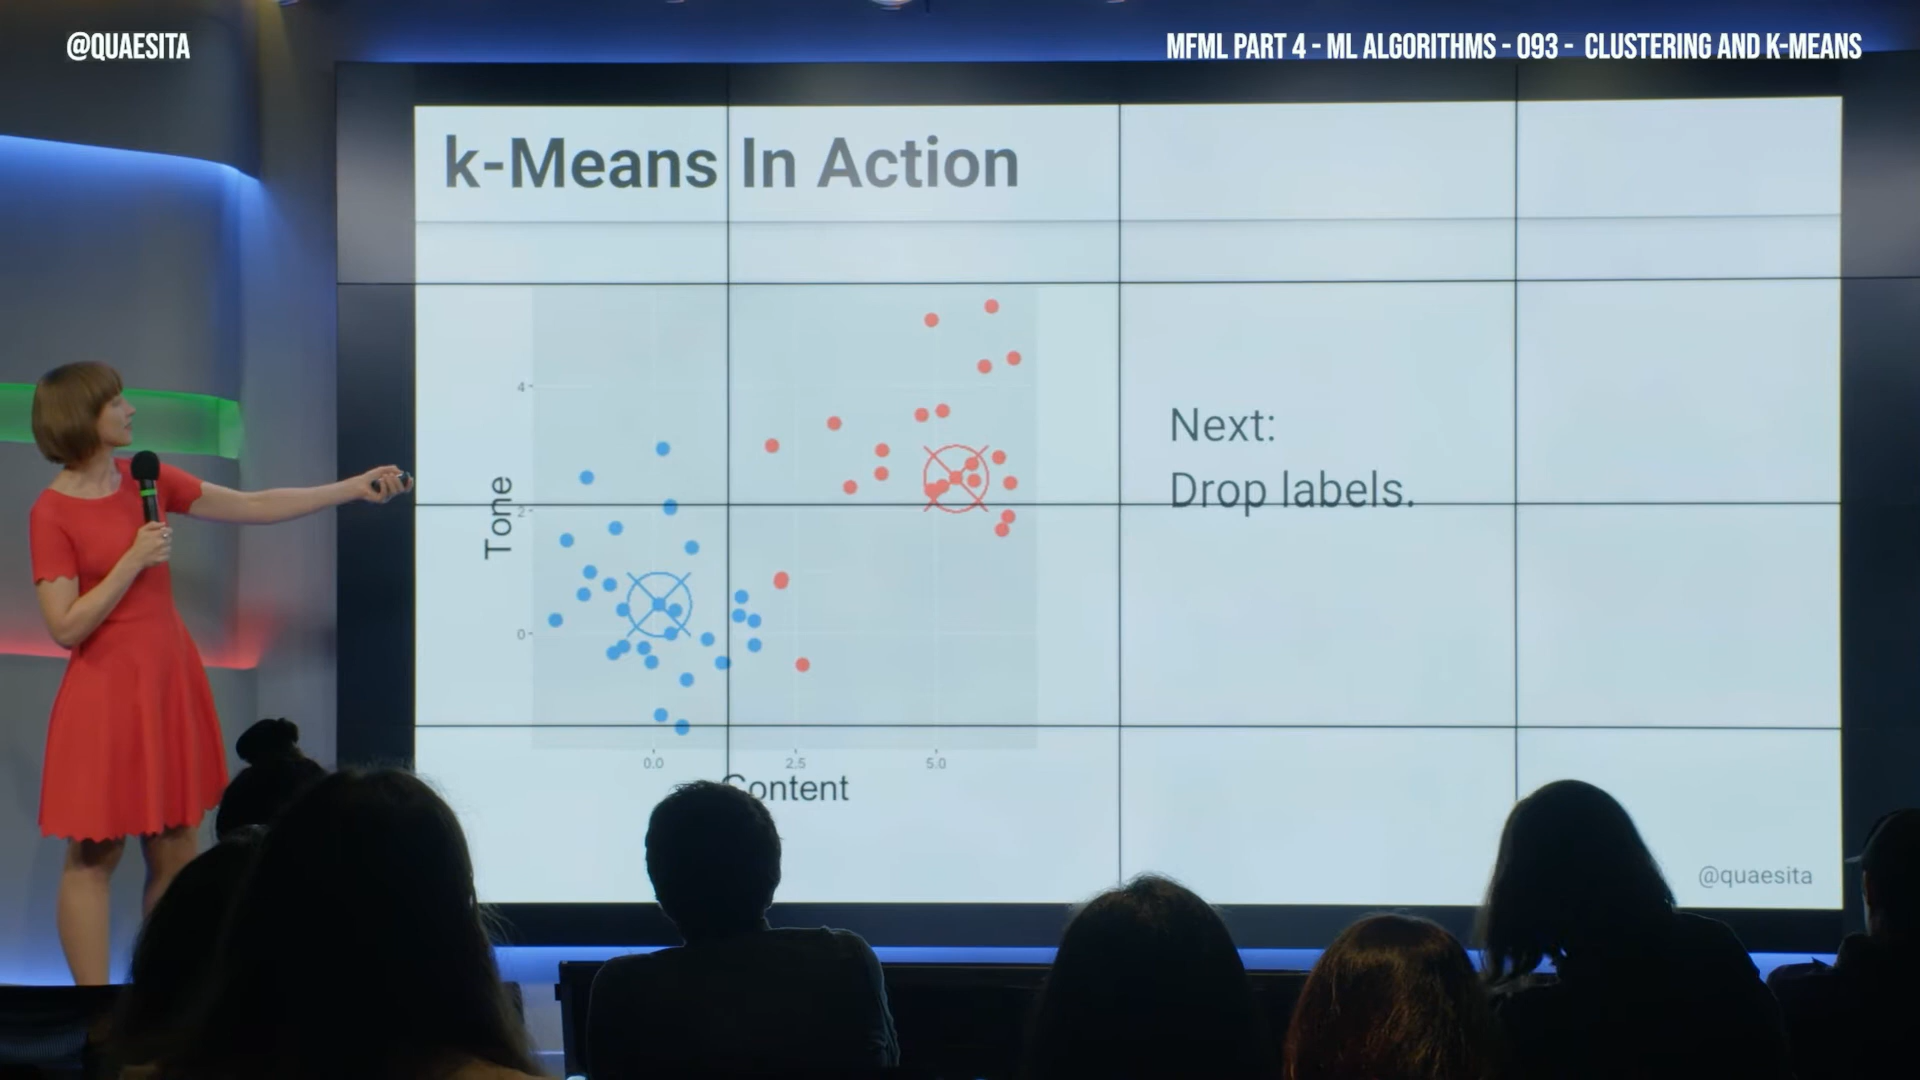 @QUAESITA
MFML PART 4 - ML ALGORITHMS - 093 - CLUSTERING AND K-MEANS
k-Means In Action
Next:
Drop labels.
4
2
0
Tone
0.0 2.5 5.0
Content
@quaesita